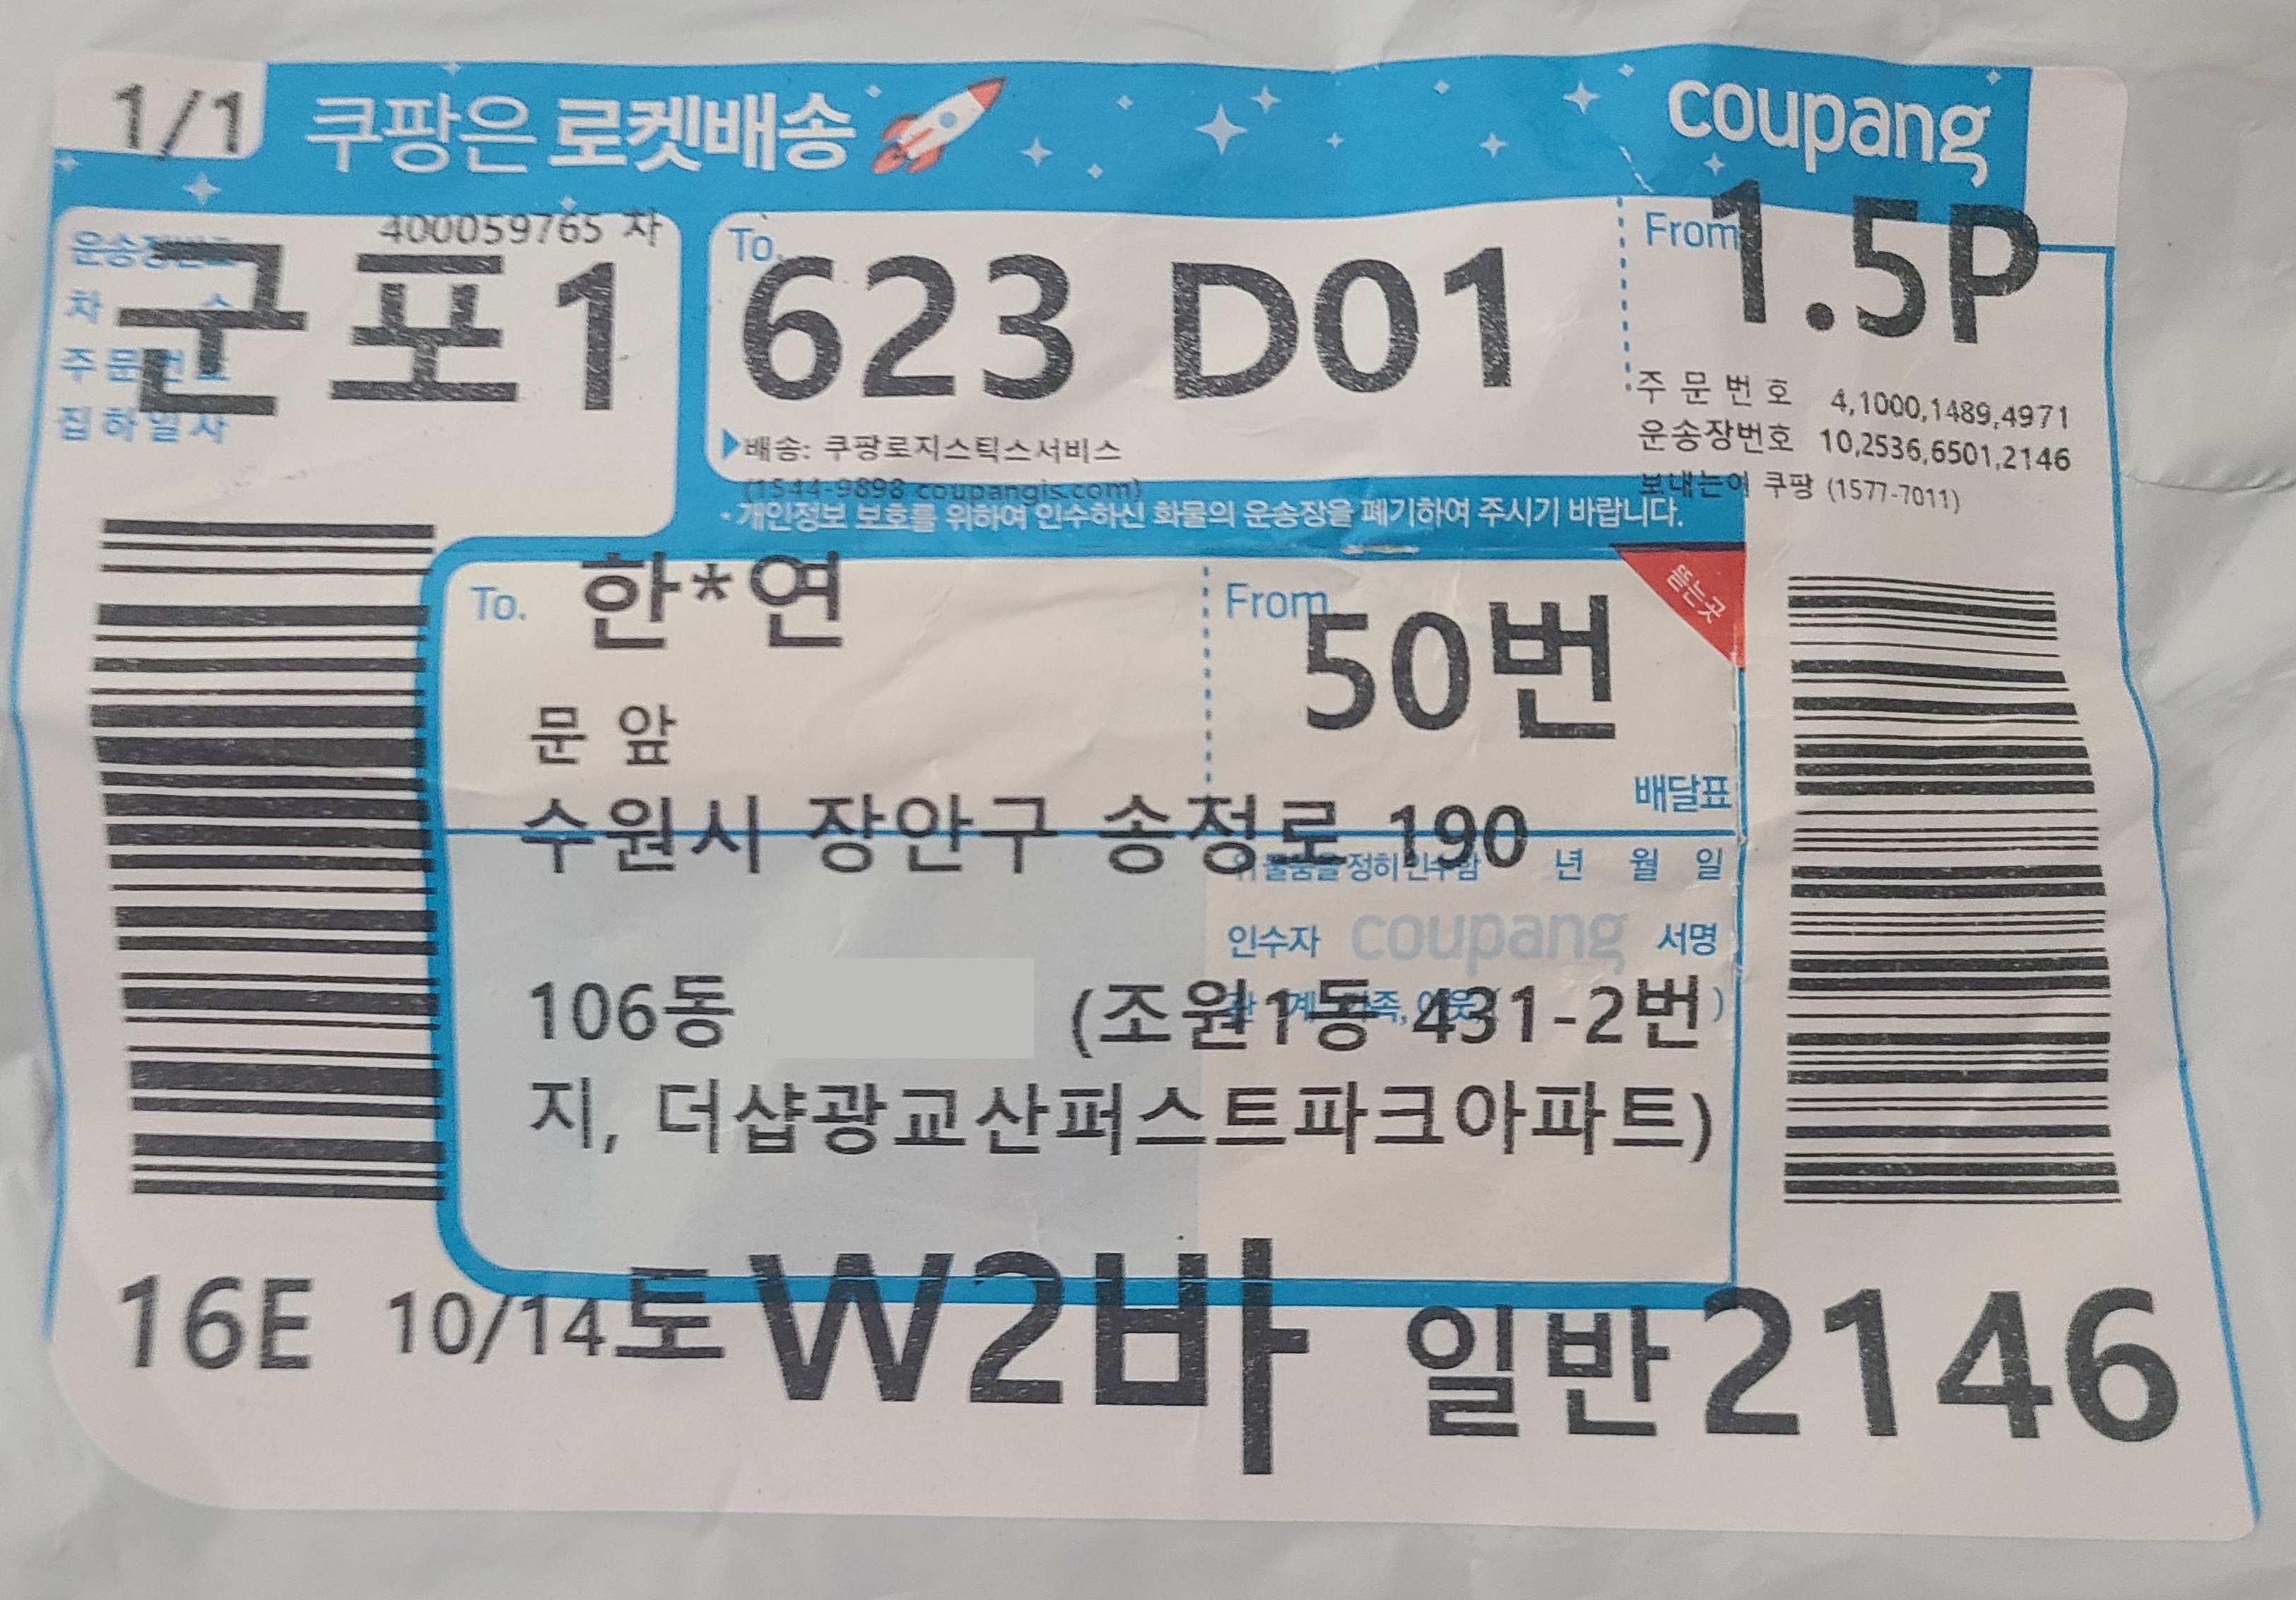 1/1
쿠팡은 로켓배송
coupang
400059765 차
운송장번호
차 수
주문번호
집하일자
군포1
To.
623 D01
▶배송: 쿠팡로지스틱스서비스
(1544-9898 coupangls.com)
From
1.5P
주문번호 4,1000,1489,4971
운송장번호 10,2536,6501,2146
보내는이 쿠팡 (1577-7011)
• 개인정보 보호를 위하여 인수하신 화물의 운송장을 폐기하여 주시기 바랍니다.
To. 한*연
From.
50번
뜯는곳
문 앞
배달표
수원시 장안구 송정로 190
위 물품을 정히 인수함 년 월 일
인수자 coupang 서명
106동 (조원1동 431-2번
지, 더샵광교산퍼스트파크아파트)
16E 10/14토 W2바 일반 2146